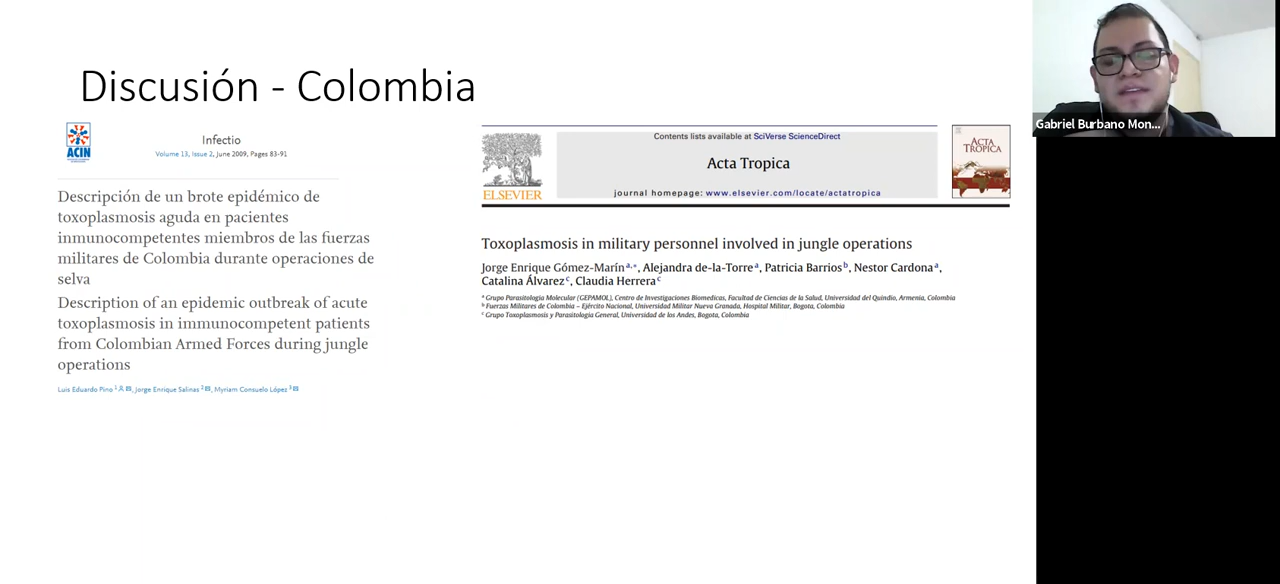 Discusión - Colombia
ACIN
Infectio
Volume 13, Issue 2, June 2009, Pages 83-91
Descripción de un brote epidémico de
toxoplasmosis aguda en pacientes
inmunocompetentes miembros de las fuerzas
militares de Colombia durante operaciones de
selva
Description of an epidemic outbreak of acute
toxoplasmosis in immunocompetent patients
from Colombian Armed Forces during jungle
operations
Luis Eduardo Pino 1, Jorge Enrique Salinas 2, Myriam Consuelo López 3
ELSEVIER
Contents lists available at SciVerse ScienceDirect
Acta Tropica
journal homepage: www.elsevier.com/locate/actatropica
ACTA
TROPICA
Toxoplasmosis in military personnel involved in jungle operations
Jorge Enrique Gómez-Marín a,*, Alejandra de-la-Torre a, Patricia Barrios b, Nestor Cardona a,
Catalina Álvarez c, Claudia Herrera c
a Grupo Parasitología Molecular (GEPAMOL), Centro de Investigaciones Biomedicas, Facultad de Ciencias de la Salud, Universidad del Quindio, Armenia, Colombia
b Fuerzas Militares de Colombia – Ejército Nacional, Universidad Militar Nueva Granada, Hospital Militar, Bogota, Colombia
c Grupo Toxoplasmosis y Parasitología General, Universidad de los Andes, Bogota, Colombia
Gabriel Burbano Mon...